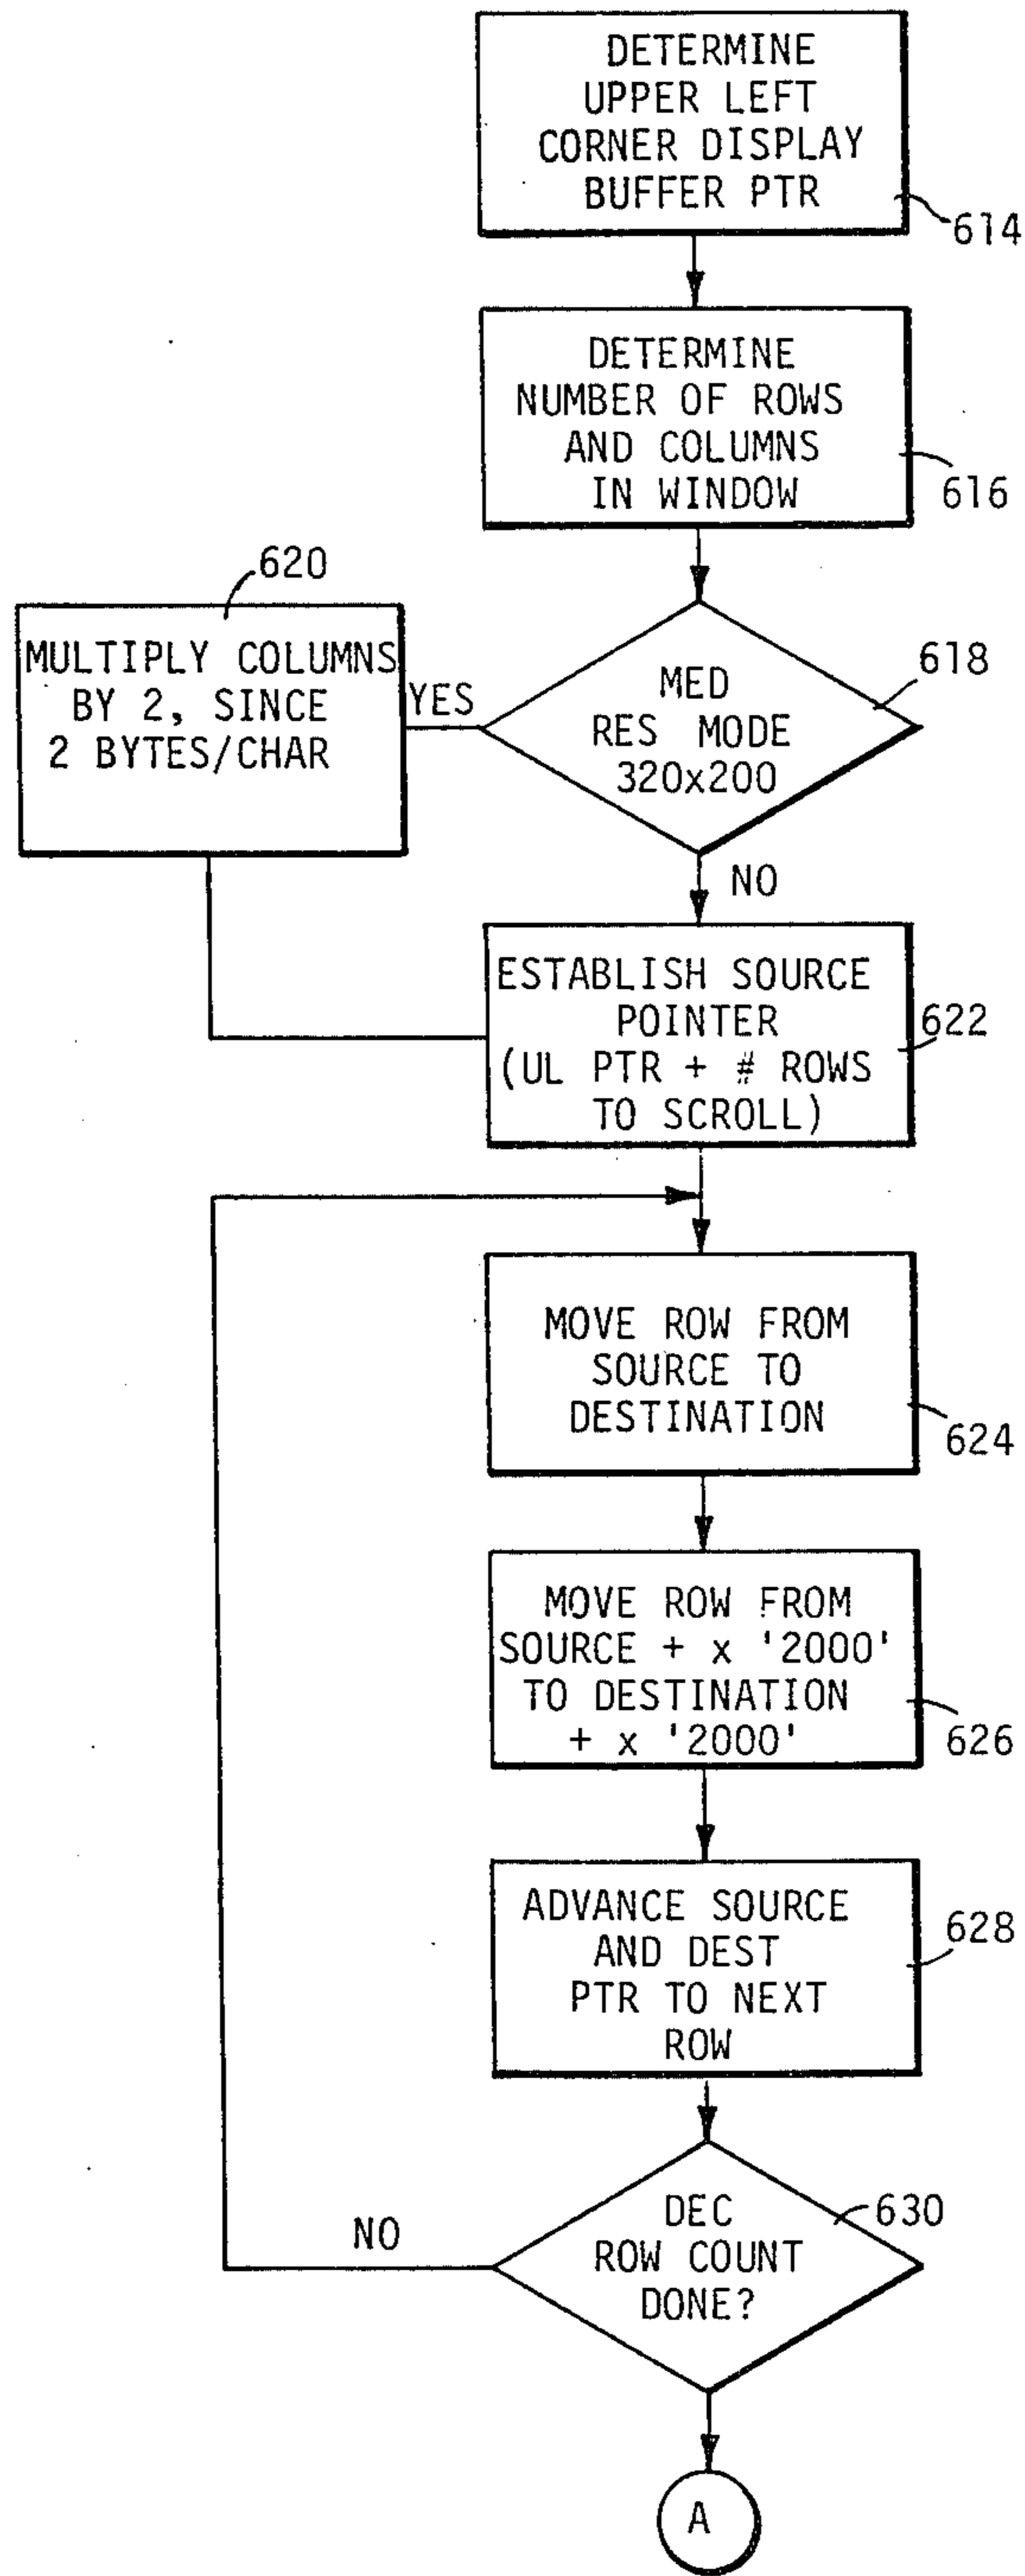 DETERMINE
UPPER LEFT
CORNER DISPLAY
BUFFER PTR
614
DETERMINE
NUMBER OF ROWS
AND COLUMNS
IN WINDOW
616
620
MULTIPLY COLUMNS
BY 2, SINCE
2 BYTES/CHAR
YES
MED
RES MODE
320x200
618
NO
ESTABLISH SOURCE
POINTER
(UL PTR + # ROWS
TO SCROLL)
622
MOVE ROW FROM
SOURCE TO
DESTINATION
624
MOVE ROW FROM
SOURCE + x '2000'
TO DESTINATION
+ x '2000'
626
ADVANCE SOURCE
AND DEST
PTR TO NEXT
ROW
628
DEC
ROW COUNT
DONE?
630
NO
A